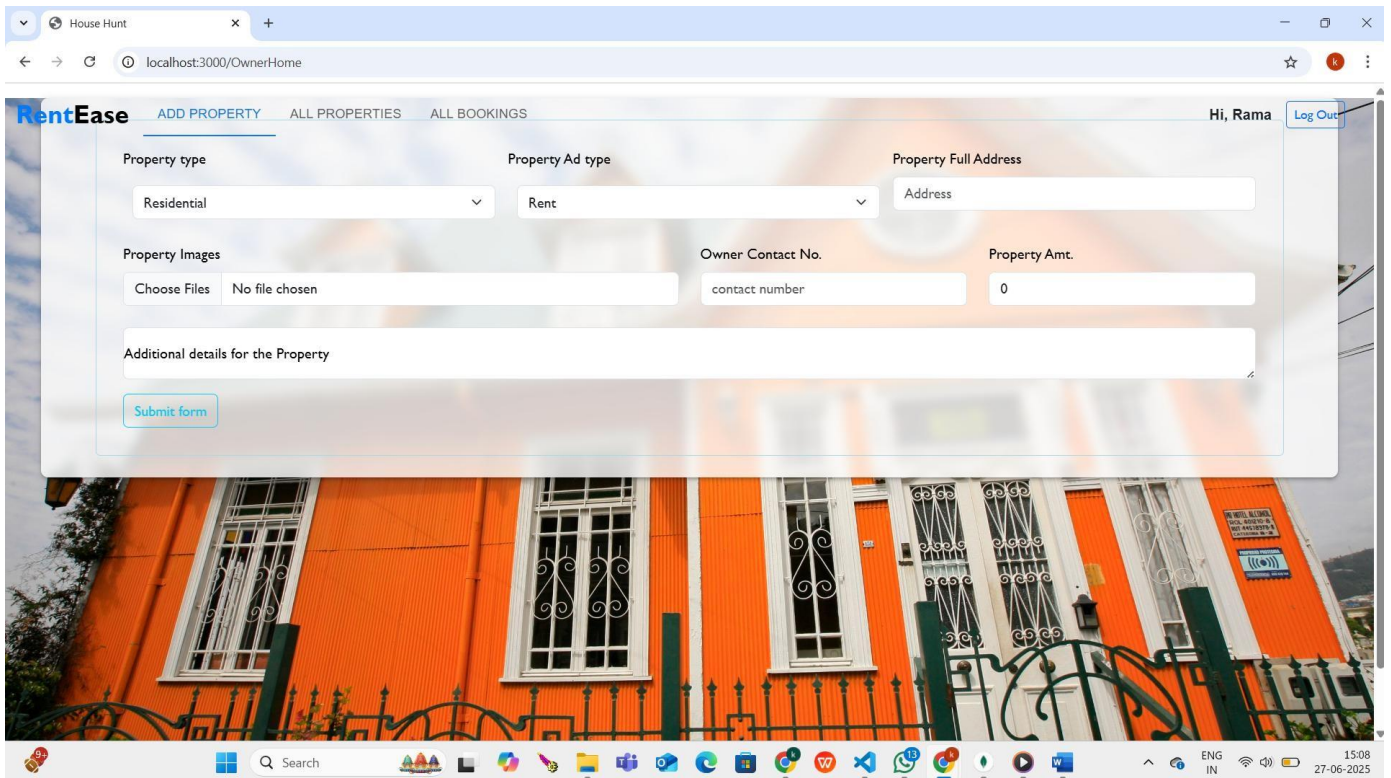 House Hunt
localhost:3000/OwnerHome
k
RentEase ADD PROPERTY ALL PROPERTIES ALL BOOKINGS Hi, Rama Log Out
Property type Property Ad type Property Full Address
Residential Rent Address
Property Images Owner Contact No. Property Amt.
Choose Files No file chosen contact number 0
Additional details for the Property
Submit form
9+ Search 13 ENG 15:08
IN 27-06-2025